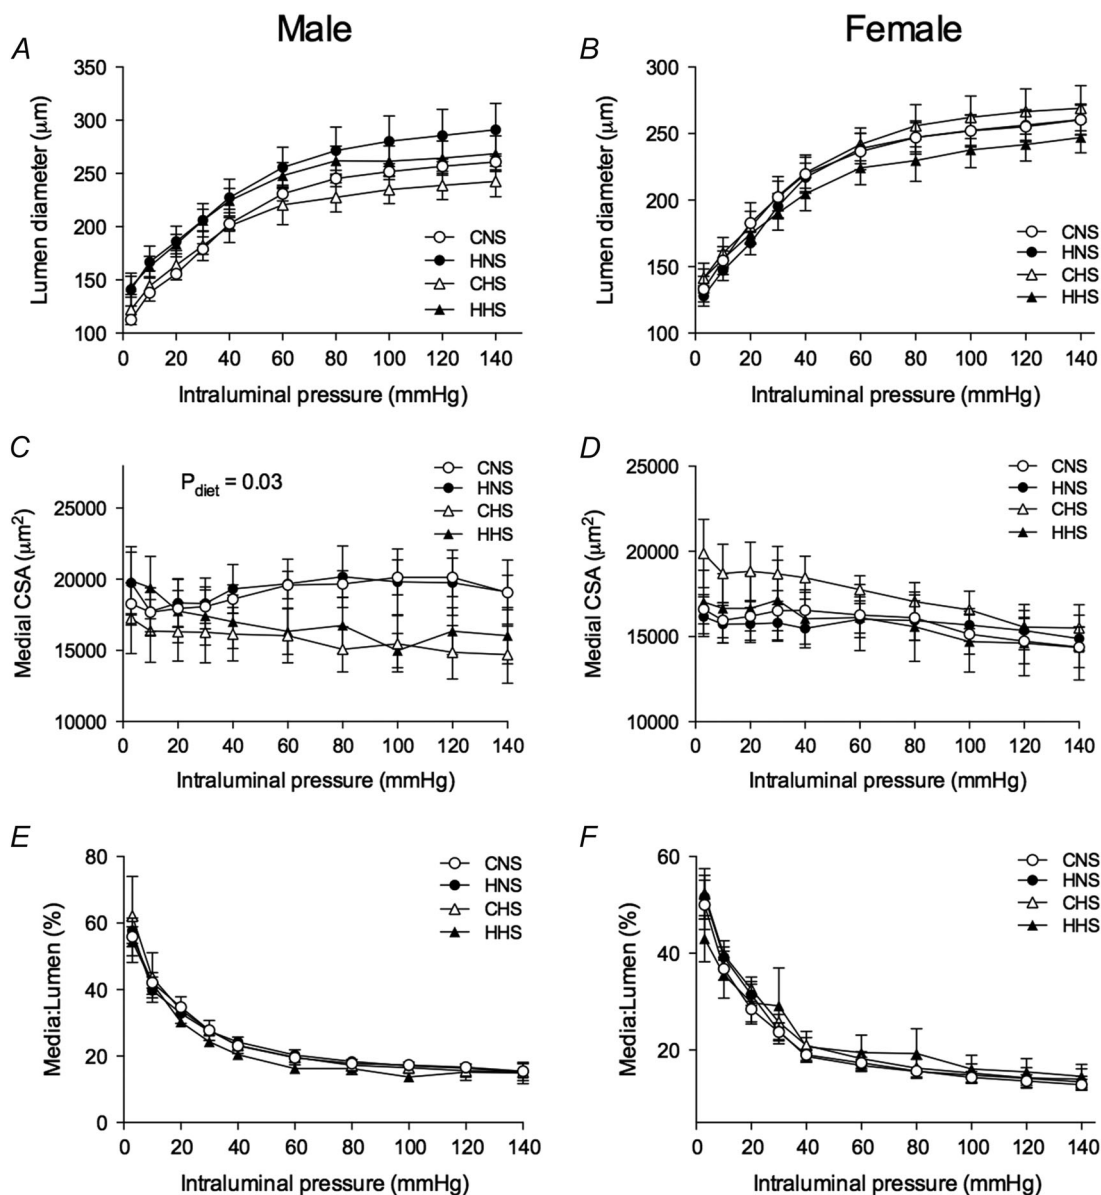 Male
Female
A
350
300
250
200
150
100
Lumen diameter (μm)
CNS
HNS
CHS
HHS
0 20 40 60 80 100 120 140
Intraluminal pressure (mmHg)
B
300
250
200
150
100
Lumen diameter (μm)
CNS
HNS
CHS
HHS
0 20 40 60 80 100 120 140
Intraluminal pressure (mmHg)
C
P_diet = 0.03
25000
20000
15000
10000
Medial CSA (μm²)
CNS
HNS
CHS
HHS
0 20 40 60 80 100 120 140
Intraluminal pressure (mmHg)
D
25000
20000
15000
10000
Medial CSA (μm²)
CNS
HNS
CHS
HHS
0 20 40 60 80 100 120 140
Intraluminal pressure (mmHg)
E
80
60
40
20
0
Media:Lumen (%)
CNS
HNS
CHS
HHS
0 20 40 60 80 100 120 140
Intraluminal pressure (mmHg)
F
60
40
20
Media:Lumen (%)
CNS
HNS
CHS
HHS
0 20 40 60 80 100 120 140
Intraluminal pressure (mmHg)